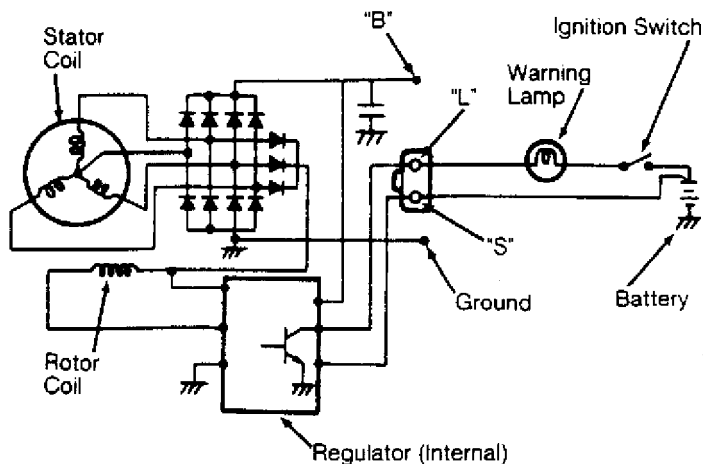 Stator
Coil
"B"
Ignition Switch
Warning
Lamp
"L"
"S"
Ground
Battery
Rotor
Coil
Regulator (Internal)